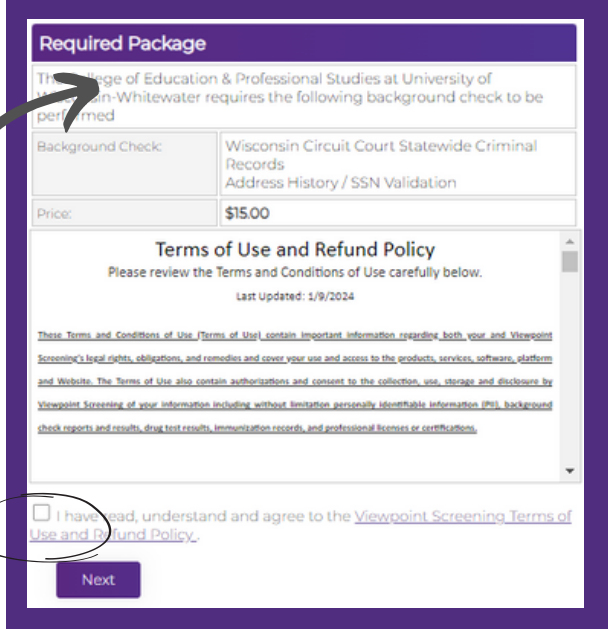 Required Package
The College of Education & Professional Studies at University of
Wisconsin-Whitewater requires the following background check to be
performed
Background Check:
Wisconsin Circuit Court Statewide Criminal
Records
Address History / SSN Validation
Price:
$15.00
Terms of Use and Refund Policy
Please review the Terms and Conditions of Use carefully below.
Last Updated: 1/9/2024
These Terms and Conditions of Use (Terms of Use) contain important information regarding both your and Viewpoint
Screening's legal rights, obligations, and remedies and cover your use and access to the products, services, software, platform
and Website. The Terms of Use also contain authorizations and consent to the collection, use, storage and disclosure by
Viewpoint Screening of your information including without limitation personally identifiable information (PII), background
check reports and results, drug test results, immunization records, and professional licenses or certifications.
I have read, understand and agree to the Viewpoint Screening Terms of
Use and Refund Policy .
Next